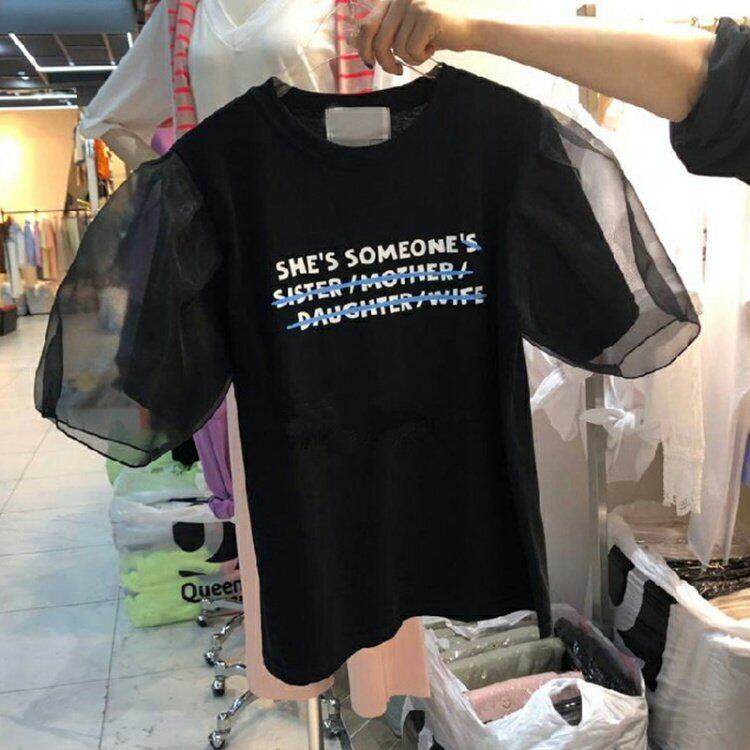 SHE'S SOMEONE'S
SISTER/MOTHER/
DAUGHTER/WIFE
Queen